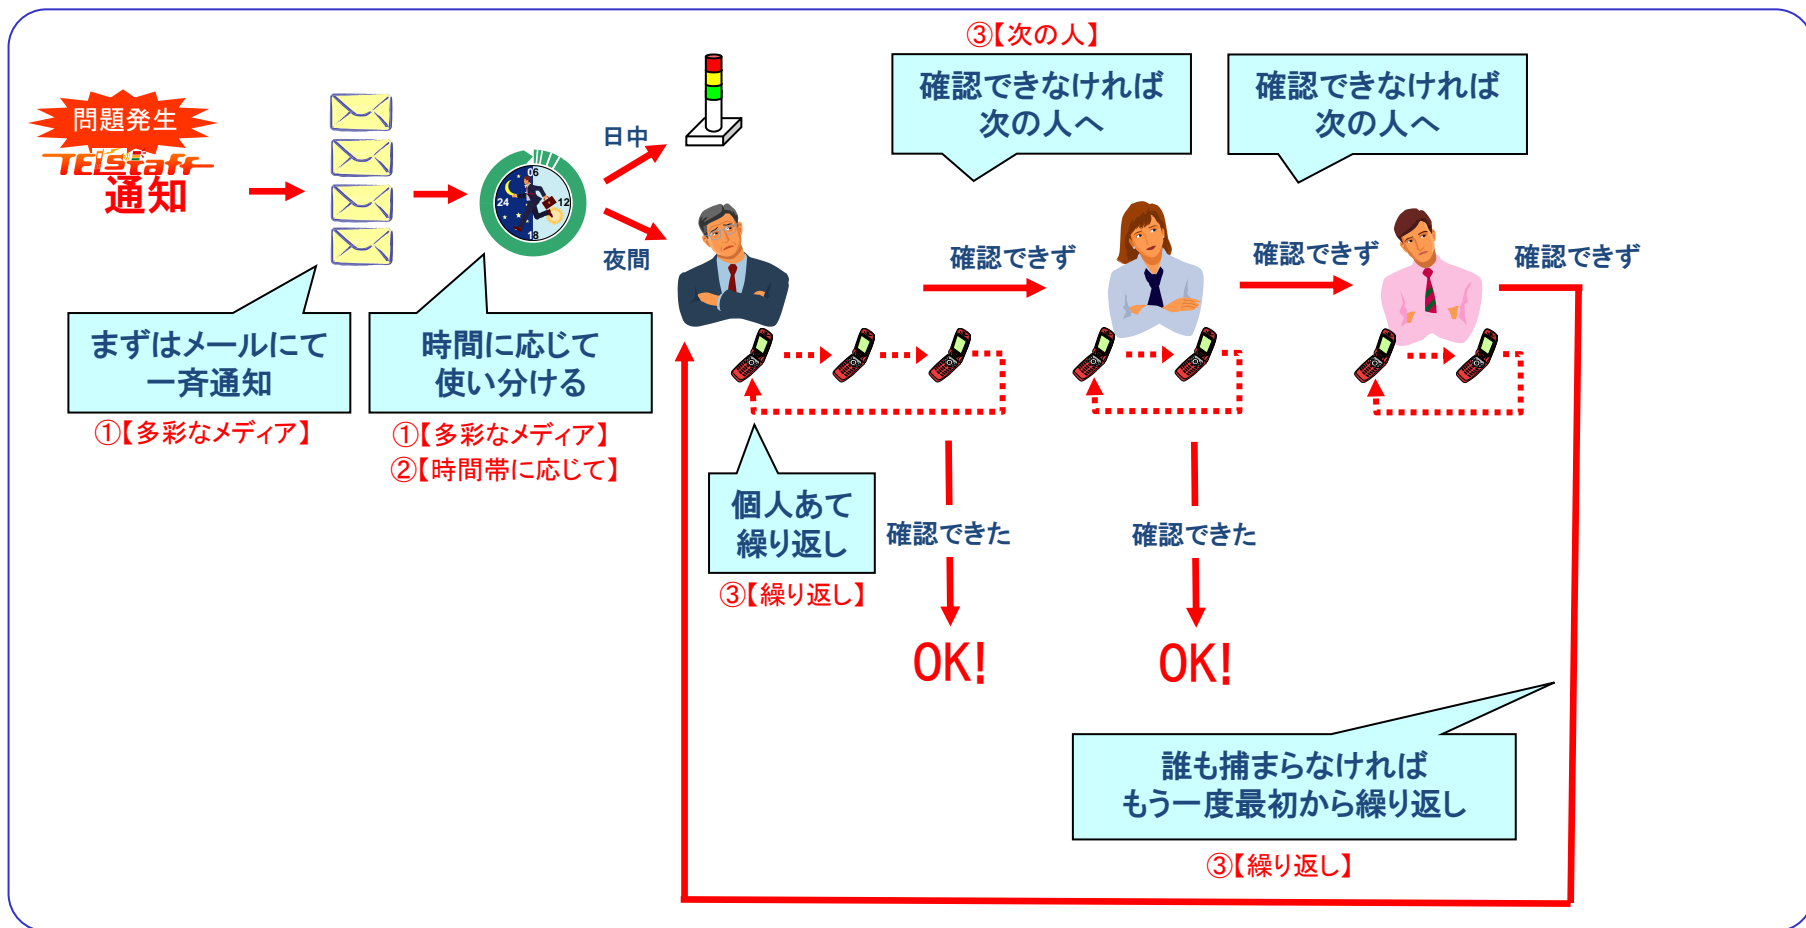 問題発生
TELstaff
通知
まずはメールにて
一斉通知
①【多彩なメディア】
06
12
18
24
時間に応じて
使い分ける
①【多彩なメディア】
②【時間帯に応じて】
日中
夜間
③【次の人】
確認できなければ
次の人へ
確認できなければ
次の人へ
確認できず
確認できず
確認できず
個人あて
繰り返し
③【繰り返し】
確認できた
OK!
確認できた
OK!
誰も捕まらなければ
もう一度最初から繰り返し
③【繰り返し】